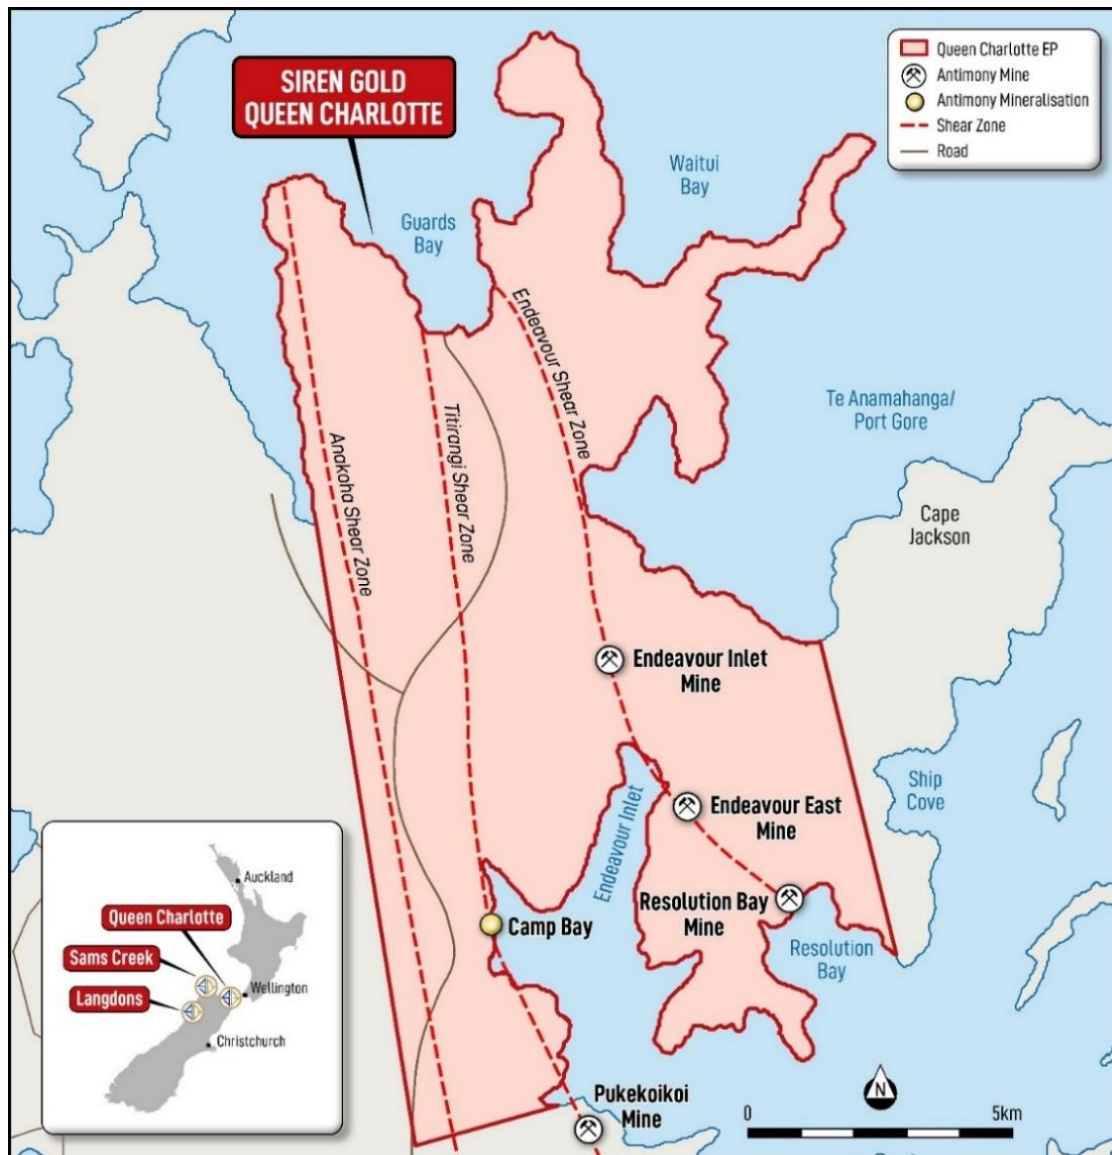 SIREN GOLD
QUEEN CHARLOTTE
Queen Charlotte EP
Antimony Mine
Antimony Mineralisation
Shear Zone
Road
Waitui
Bay
Guards
Bay
Endeavour Shear Zone
Titirangi Shear Zone
Anakoha Shear Zone
Te Anamahanga/
Port Gore
Cape
Jackson
Endeavour Inlet
Mine
Ship
Cove
Endeavour East
Mine
Endeavour Inlet
Resolution Bay
Mine
Camp Bay
Resolution
Bay
Pukekoikoi
Mine
Auckland
Queen Charlotte
Sams Creek
Langdons
Wellington
Christchurch
N
0
5km